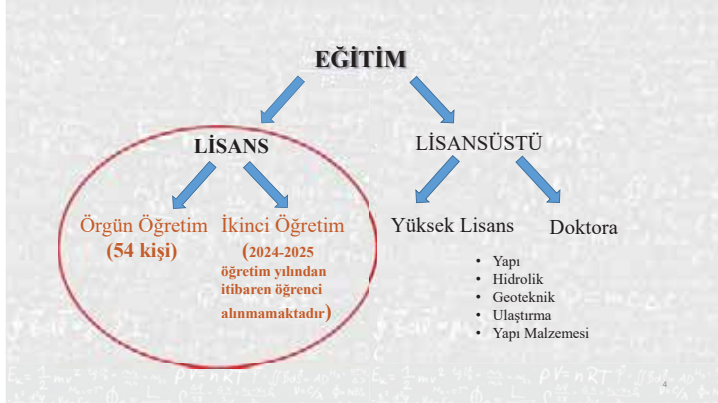 EĞİTİM
LİSANS
LİSANSÜSTÜ
Örgün Öğretim
(54 kişi)
İkinci Öğretim
(2024-2025
öğretim yılından
itibaren öğrenci
alınmamaktadır)
Yüksek Lisans
Doktora
• Yapı
• Hidrolik
• Geoteknik
• Ulaştırma
• Yapı Malzemesi
4